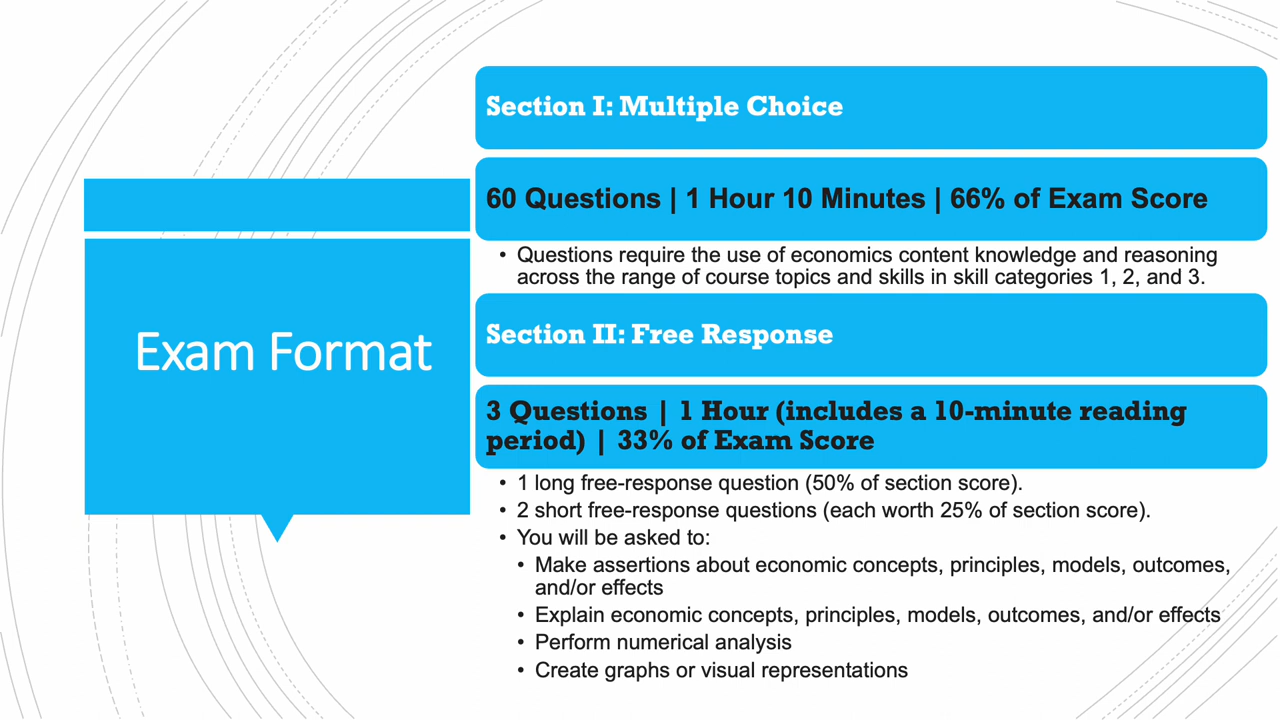 Exam Format
Section I: Multiple Choice
60 Questions | 1 Hour 10 Minutes | 66% of Exam Score
• Questions require the use of economics content knowledge and reasoning
across the range of course topics and skills in skill categories 1, 2, and 3.
Section II: Free Response
3 Questions | 1 Hour (includes a 10-minute reading
period) | 33% of Exam Score
• 1 long free-response question (50% of section score).
• 2 short free-response questions (each worth 25% of section score).
• You will be asked to:
• Make assertions about economic concepts, principles, models, outcomes,
and/or effects
• Explain economic concepts, principles, models, outcomes, and/or effects
• Perform numerical analysis
• Create graphs or visual representations